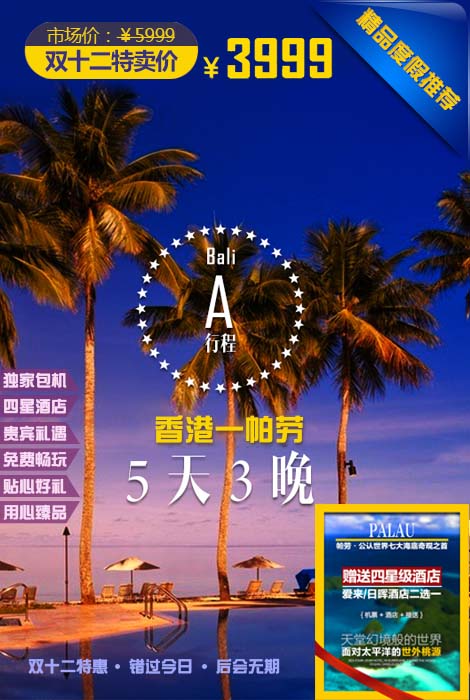 市场价：￥5999
双十二特卖价
￥3999
精品度假推荐
Bali
A
行程
独家包机
四星酒店
贵宾礼遇
免费畅玩
贴心好礼
用心臻品
香港一帕劳
5天3晚
PALAU
帕劳·公认世界七大海底奇观之首
赠送四星级酒店
爱来/日晖酒店二选一
（机票+酒店+接送）
天堂幻境般的世界
面对太平洋的世外桃源
双十二特惠·错过今日·后会无期